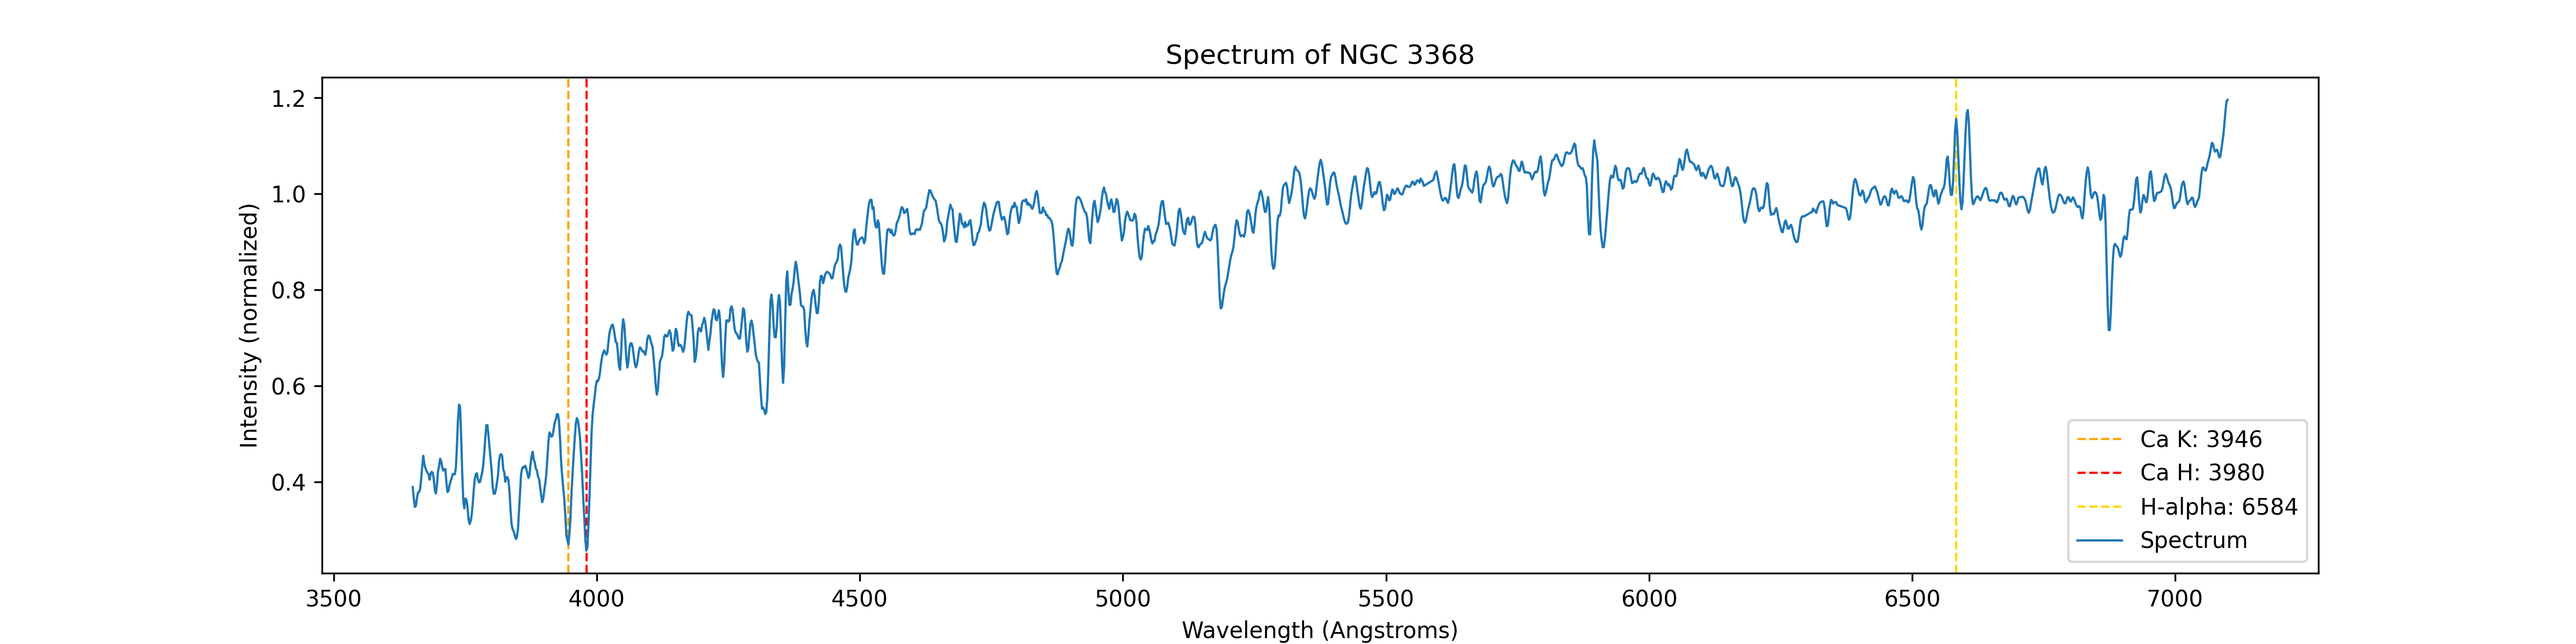 Spectrum of NGC 3368
Intensity (normalized)
1.2
1.0
0.8
0.6
0.4
3500 4000 4500 5000 5500 6000 6500 7000
Wavelength (Angstroms)
Ca K: 3946
Ca H: 3980
H-alpha: 6584
Spectrum